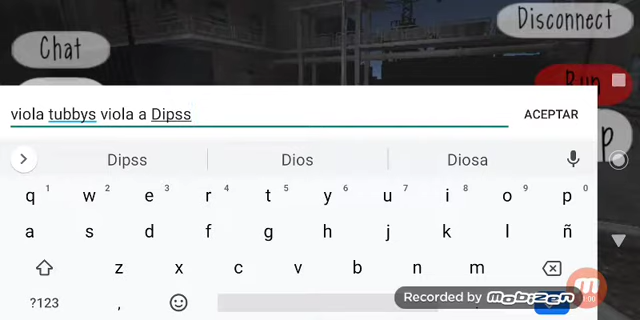 Disconnect
Chat
Run
viola tubbys viola a Dipss
ACEPTAR
p
Dipss Dios Diosa
q 1 w 2 e 3 r 4 t 5 y 6 u 7 i 8 o 9 p 0
a s d f g h j k l ñ
z x c v b n m
?123 ,
Recorded by Mobizen